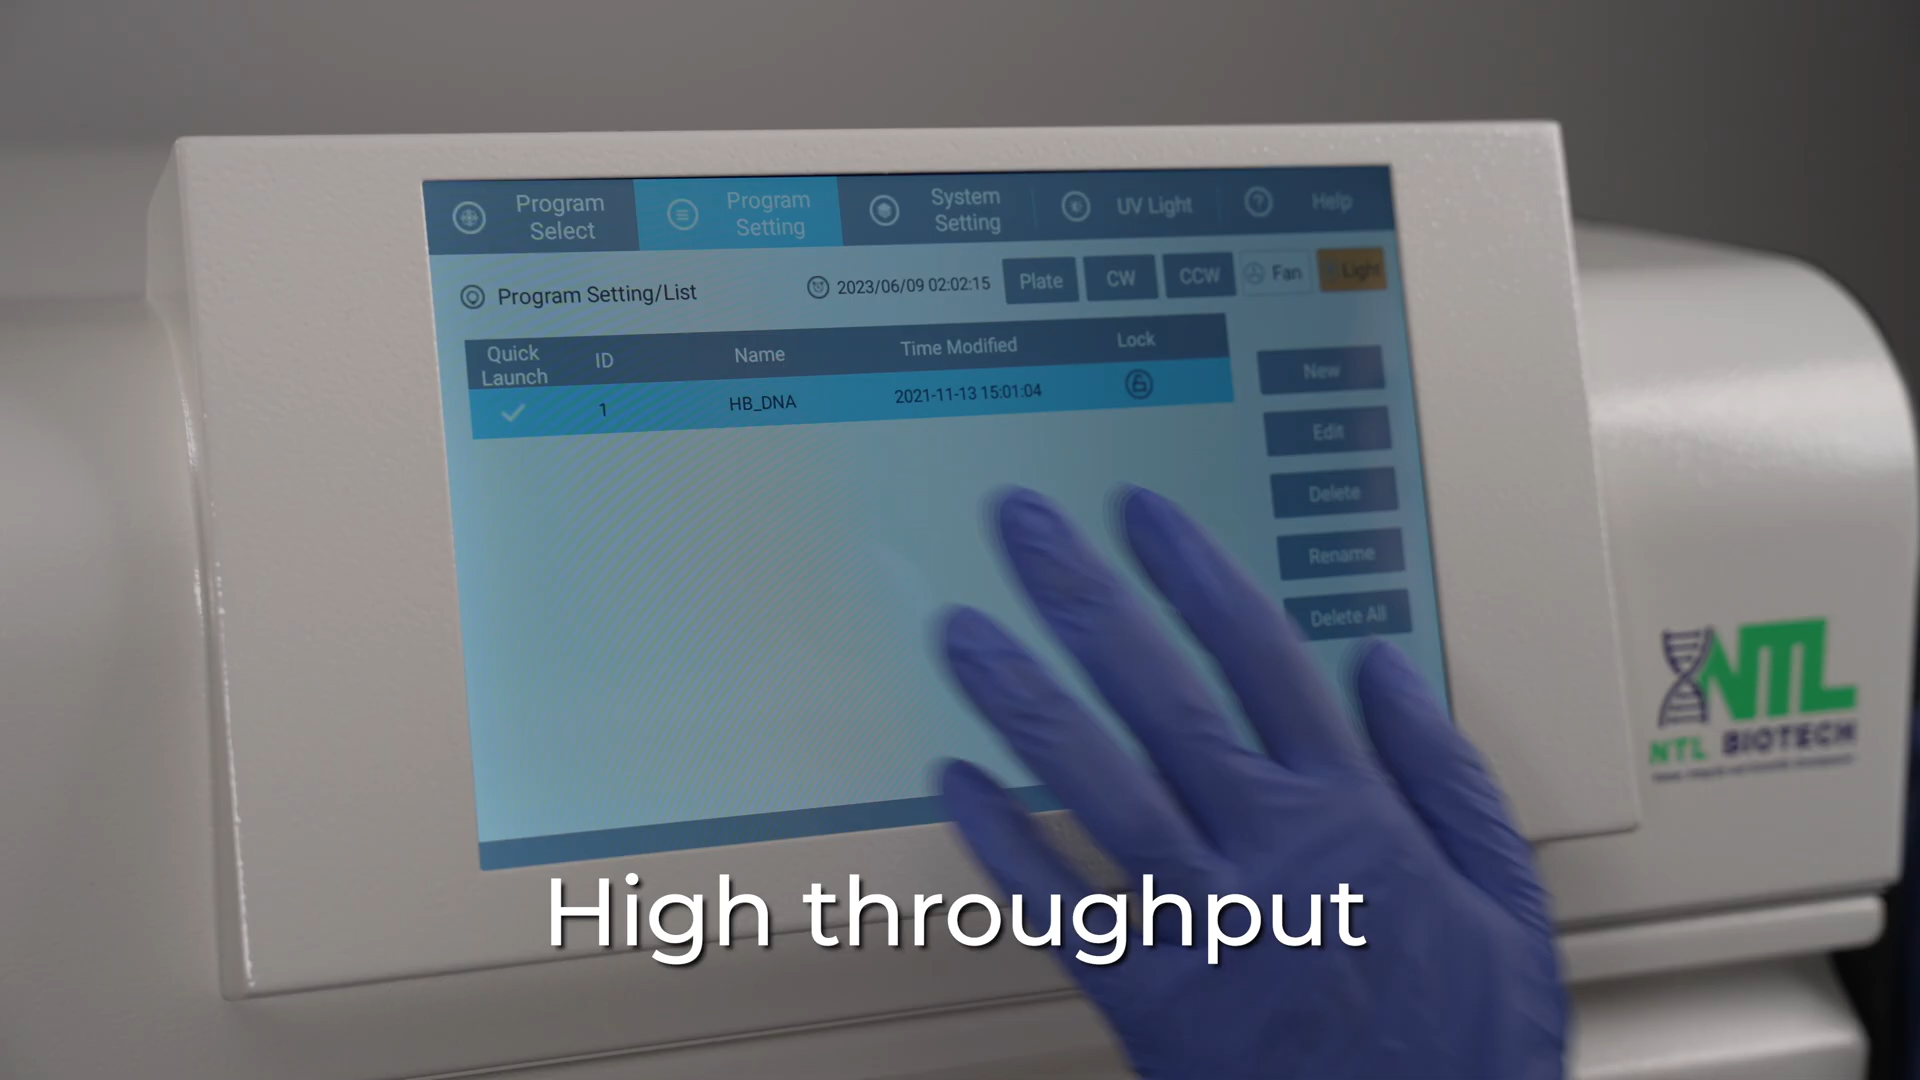 Program
Select
Program
Setting
System
Setting
UV Light
Help
Program Setting/List
2023/06/09 02:02:15
Plate
CW
CCW
Fan
Light
Quick
Launch
ID
Name
Time Modified
Lock
1
HB_DNA
2021-11-13 15:01:04
New
Edit
Delete
Rename
Delete All
NTL
NTL BIOTECH
High throughput